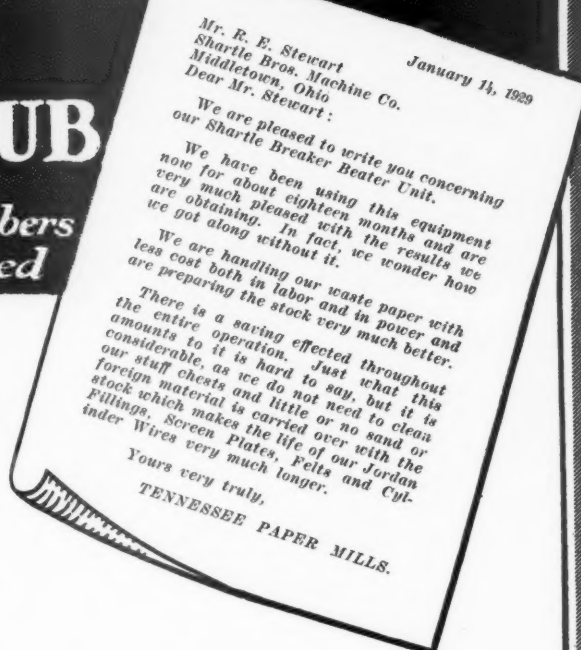 UB
bers
ed
January 14, 1929
Mr. R. E. Stewart
Shartle Bros. Machine Co.
Middletown, Ohio
Dear Mr. Stewart:
We are pleased to write you concerning
our Shartle Breaker Beater Unit.
We have been using this equipment
now for about eighteen months and are
very much pleased with the results we
are obtaining. In fact, we wonder how
we got along without it.
We are handling our waste paper with
less cost both in labor and in power and
are preparing the stock very much better.
There is a saving effected throughout
the entire operation. Just what this
amounts to it is hard to say, but it is
considerable, as we do not need to clean
our stuff chests and little or no sand or
foreign material is carried over with the
stock which makes the life of our Jordan
Fillings, Screen Plates, Felts and Cyl-
inder Wires very much longer.
Yours very truly,
TENNESSEE PAPER MILLS.